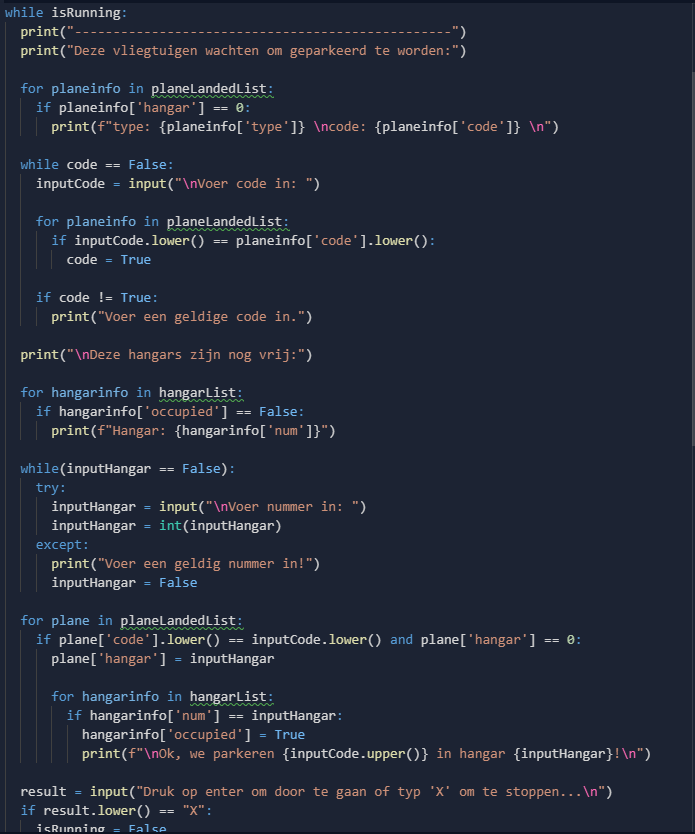 while isRunning:
  print("-------------------------------------------------")
  print("Deze vliegtuigen wachten om geparkeerd te worden:")

  for planeinfo in planeLandedList:
    if planeinfo['hangar'] == 0:
      print(f"type: {planeinfo['type']} \ncode: {planeinfo['code']} \n")

  while code == False:
    inputCode = input("\nVoer code in: ")

    for planeinfo in planeLandedList:
      if inputCode.lower() == planeinfo['code'].lower():
        code = True

    if code != True:
      print("Voer een geldige code in.")

  print("\nDeze hangars zijn nog vrij:")

  for hangarinfo in hangarList:
    if hangarinfo['occupied'] == False:
      print(f"Hangar: {hangarinfo['num']}")

  while(inputHangar == False):
    try:
      inputHangar = input("\nVoer nummer in: ")
      inputHangar = int(inputHangar)
    except:
      print("Voer een geldig nummer in!")
      inputHangar = False

  for plane in planeLandedList:
    if plane['code'].lower() == inputCode.lower() and plane['hangar'] == 0:
      plane['hangar'] = inputHangar

      for hangarinfo in hangarList:
        if hangarinfo['num'] == inputHangar:
          hangarinfo['occupied'] = True
          print(f"\nOk, we parkeren {inputCode.upper()} in hangar {inputHangar}!\n")

  result = input("Druk op enter om door te gaan of typ 'X' om te stoppen...\n")
  if result.lower() == "X":
    isRunning = False